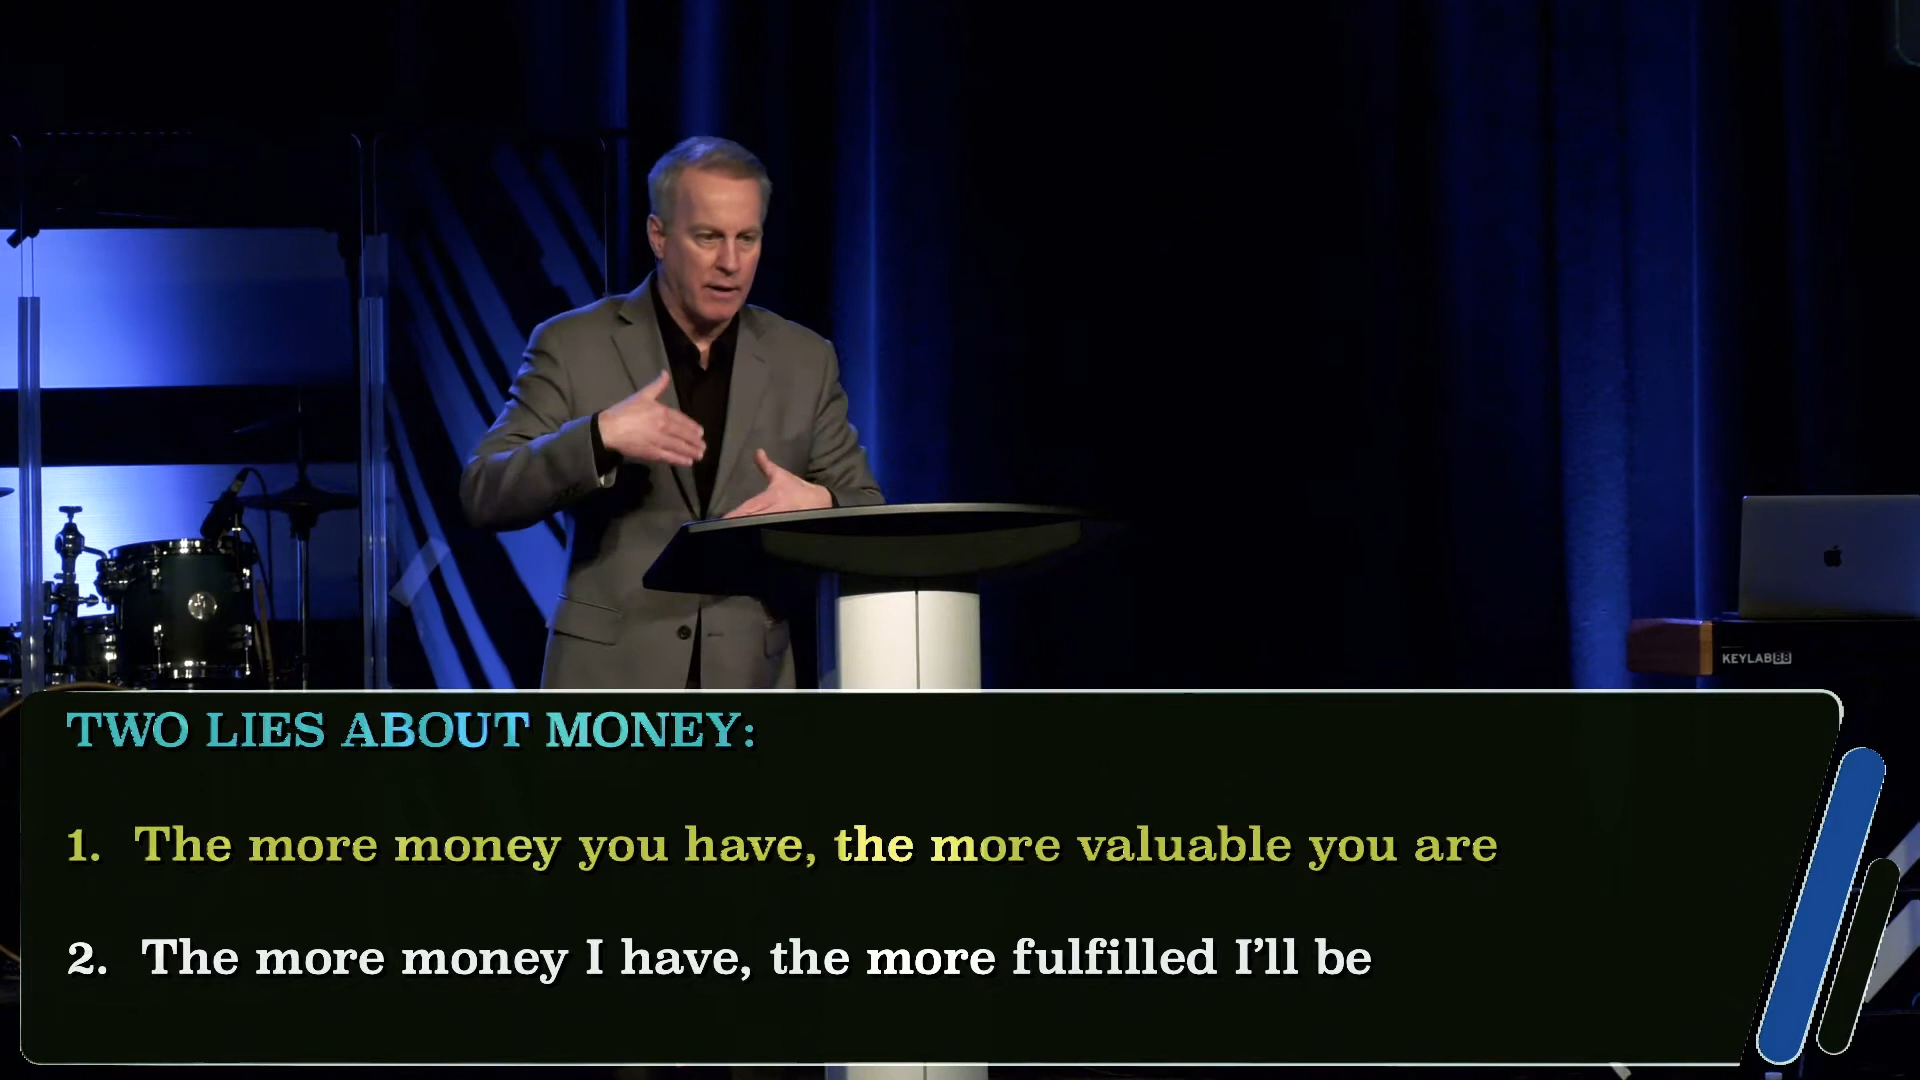 KEYLAB88
TWO LIES ABOUT MONEY:
1. The more money you have, the more valuable you are
2. The more money I have, the more fulfilled I’ll be